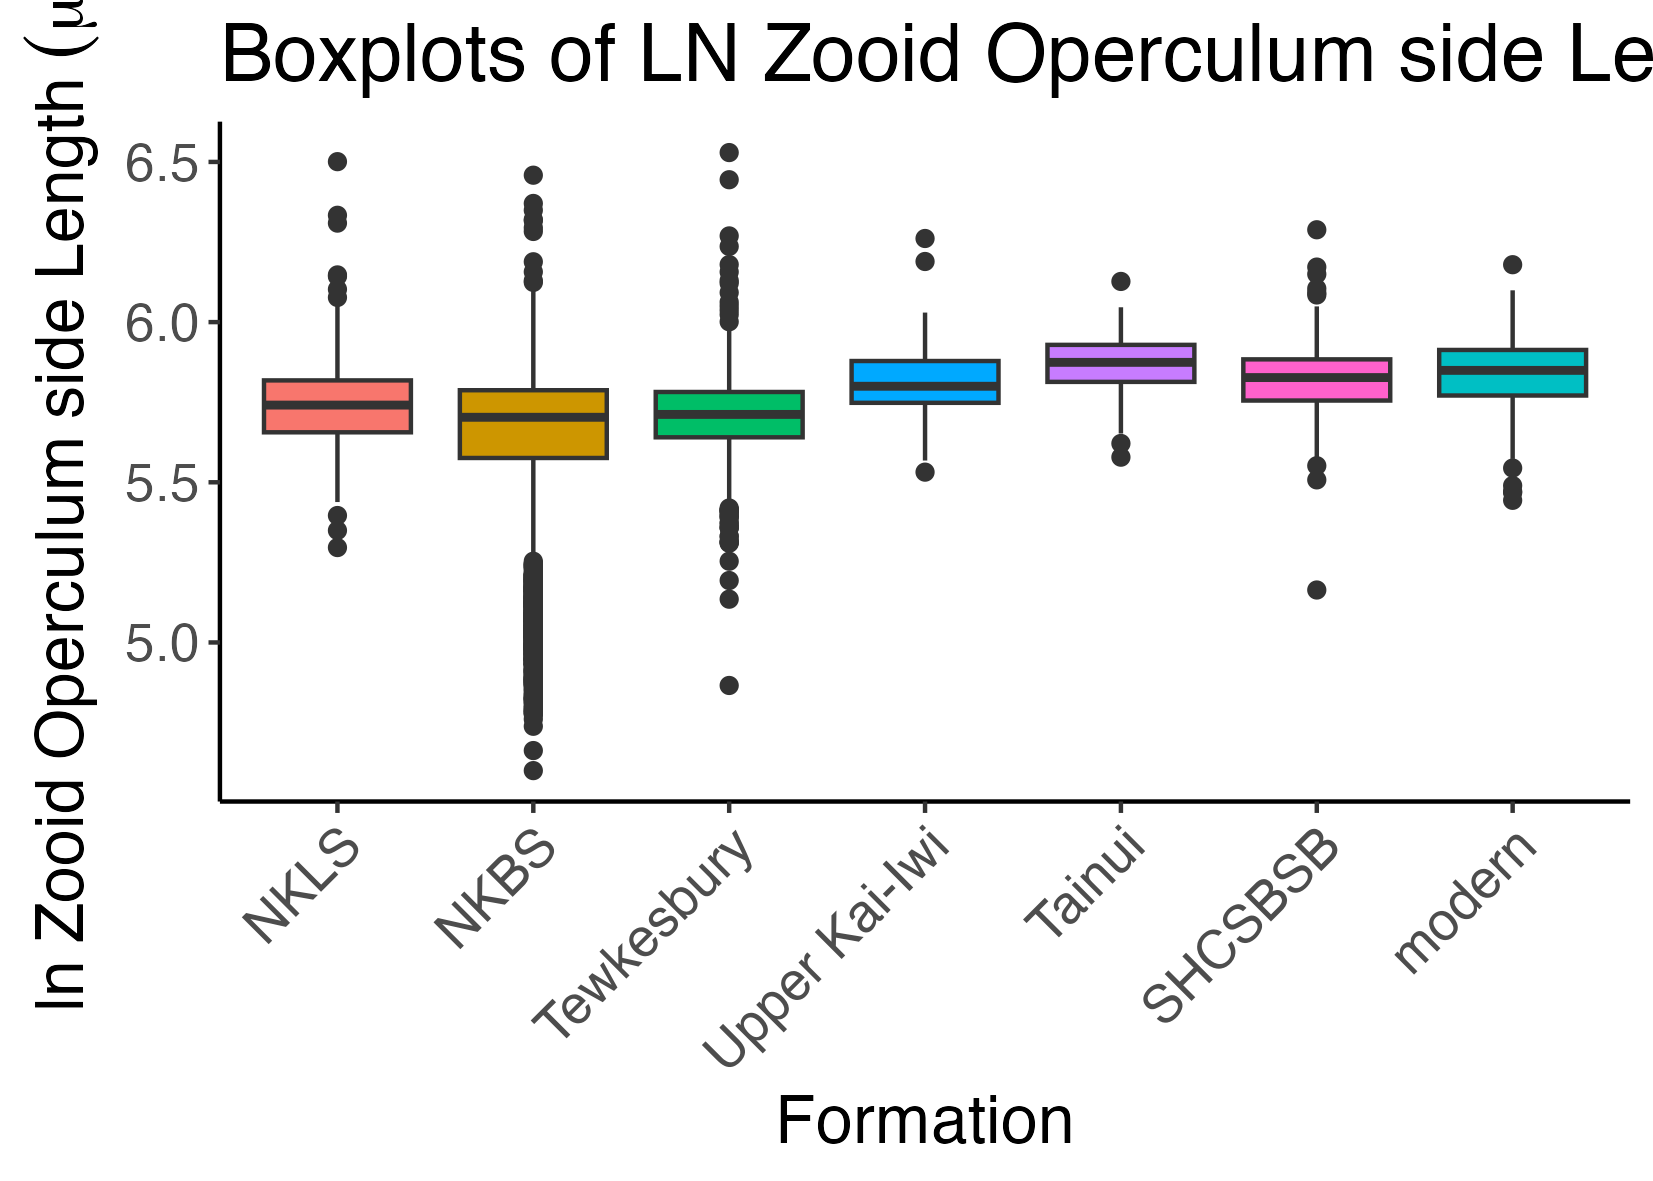 Boxplots of LN Zooid Operculum side Le
ln Zooid Operculum side Length (μ
6.5
6.0
5.5
5.0
NKLS
NKBS
Tewkesbury
Upper Kai-Iwi
Tainui
SHCSBSB
modern
Formation